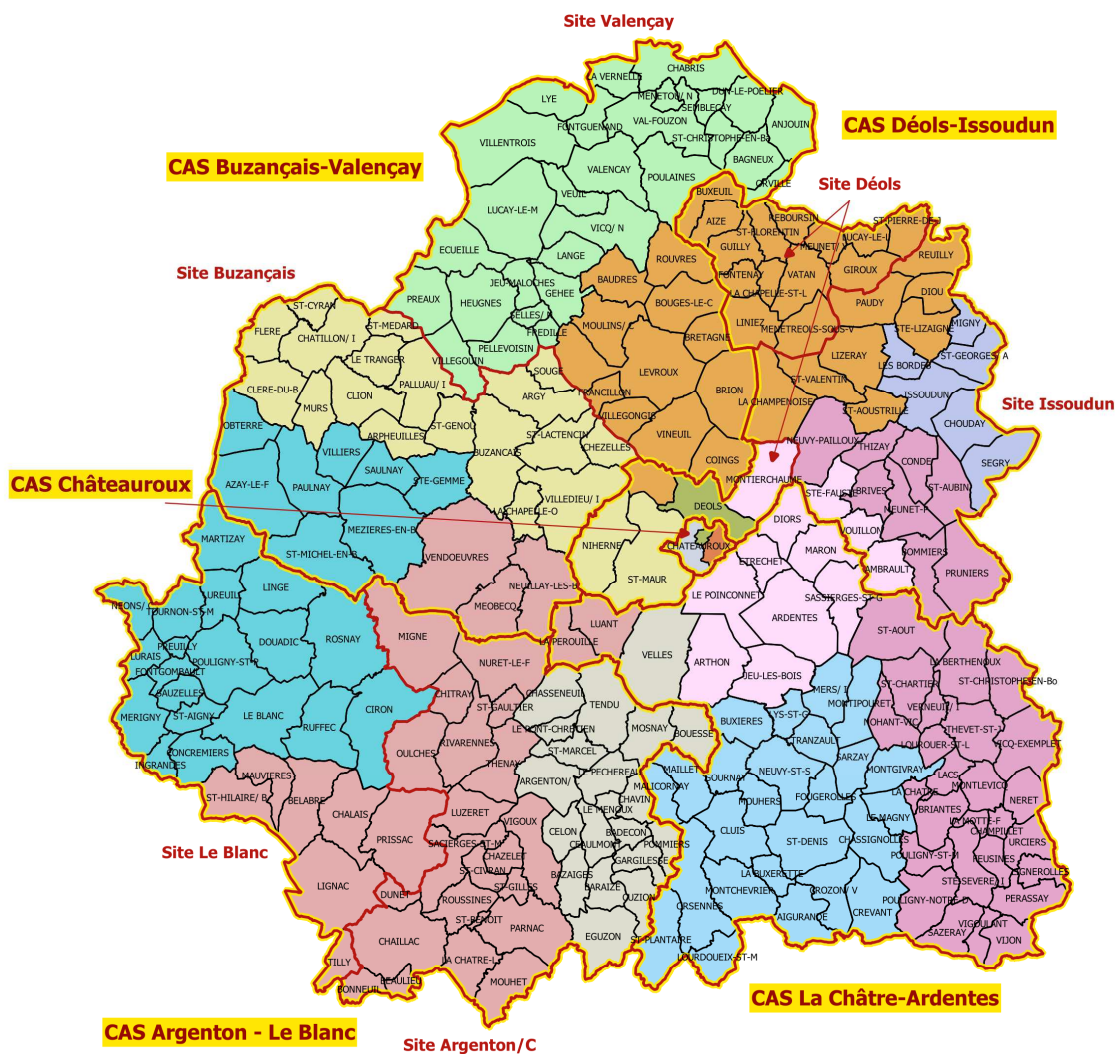 Site Valençay
CHABRIS
LA VERNELLE
DUN-LE-POELIER
LYE
MENETOU/ N
SEMBLECAY
VAL-FOUZON
ANJOUIN
CAS Déols-Issoudun
FONTGUENAND
ST-CHRISTOPHE-EN-Ba
VILLENTROIS
BAGNEUX
CAS Buzançais-Valençay
VALENCAY
POULAINES
ORVILLE
Site Déols
BUXEUIL
VEUIL
LUCAY-LE-M
AIZE
REBOURSIN
ST-PIERRE-DE-J
VICQ/ N
ST-FLORENTIN
LUCAY-LE-L
GUILLY
ECUEILLE
LANGE
ROUVRES
REUILLY
Site Buzançais
FONTENAY
VATAN
GIROUX
JEU-MALOCHES
BAUDRES
GEHEE
LA CHAPELLE-ST-L
DIOU
PREAUX
HEUGNES
BOUGES-LE-C
PAUDY
ST-CYRAN
SELLES/
LINIEZ
ST-MEDARD
MOULINS/ C
MENETREOLS-SOUS-V
MIGNY
FLERE
FREDILLE
STE-LIZAIGNE
CHATILLON/ I
BRETAGNE
PELLEVOISIN
LIZERAY
ST-GEORGES- A
LE TRANGER
VILLEGOUIN
LES BORDES
SOUGE
LEVROUX
ST-VALENTIN
PALLUAU/ I
CLERE-DU-B
CLION
ARGY
FRANCILLON
BRION
LA CHAMPENOISE
ISSOUDUN
Site Issoudun
MURS
ST-AOUSTRILLE
VILLEGONGIS
CHOUDAY
OBTERRE
ST-GENOU
ST-LACTENCIN
ARPHEUILLES
VINEUIL
NEUVY-PAILLOUX
CHEZELLES
THIZAY
VILLIERS
BUZANCAIS
COINGS
SEGRY
SAULNAY
CONDE
CAS Châteauroux
AZAY-LE-F
PAULNAY
STE-GEMME
MONTIERCHAUME
ST-AUBIN
STE-FAUSTE
BRIVES
VILLEDIEU/ I
DEOLS
LA CHAPELLE-O
DIORS
VOUILLON
MEZIERES-EN-B
MARTIZAY
NIHERNE
CHATEAUROUX
MARON
BOMMIERS
ST-MICHEL-EN-B
VENDOEUVRES
ETRECHET
AMBRAULT
ST-MAUR
PRUNIERS
NEUILLAY-LES-B
LINGE
LUREUIL
LE POINCONNET
SASSIERGES-ST-G
MEOBECQ
TOURNON-ST-M
ARDENTES
LUANT
ST-AOUT
MIGNE
DOUADIC
ROSNAY
LA PEROUILLE
PREUILLY
VELLES
LURAIS
POULIGNY-ST-P
NURET-LE-F
ARTHON
LA BERTHENOUX
FONTGOMBAULT
JEU-LES-BOIS
ST-CHRISTOPHE-EN-Bo
SAUZELLES
CHITRAY
CHASSENEUIL
MERS/ I
ST-CHARTIER
ST-GAULTIER
TENDU
MONTIPOURET
VERNEUIL/ I
MERIGNY
ST-AIGNY
LE BLANC
CIRON
LYS-ST-G
NOHANT-VIC
RUFFEC
LE PONT-CHRETIEN
MOSNAY
BUXIERES
THEVET-ST-J
RIVARENNES
BOUESSE
TRANZAULT
LOUROUER-ST-L
VICQ-EXEMPLET
CONCREMIERS
OULCHES
ST-MARCEL
SARZAY
INGRANDES
THENAY
LE PECHEREAU
MAILLET
NEUVY-ST-S
MONTGIVRAY
MAUVIERES
ARGENTON/
GOURNAY
LACS
MONTLEVICQ
MALICORNAY
FOUGEROLLES
LA CHATRE
ST-HILAIRE/ B
BELABRE
CHAVIN
MOUHERS
NERET
LUZERET
LE MENOUX
BRIANTES
CHALAIS
VIGOUX
LE MAGNY
LA MOTTE-F
CELON
BADECON
CLUIS
CHAMPILLET
PRISSAC
SACIERGES-ST-M
CEAULMONT
POMMIERS
ST-DENIS
CHASSIGNOLLES
URCIERS
Site Le Blanc
CHAZELET
POULIGNY-ST-M
FEUSINES
GARGILESSE
BAZAIGES
LA BUXERETTE
LIGNAC
ST-GILLES
BARAIZE
MONTCHEVRIER
CROZON/ V
PERASSAY
DUNET
ROUSSINES
CUZION
ORSENNES
CREVANT
POULIGNY-NOTRE-D
ST-BENOIT
AIGURANDE
VIGOULANT
PARNAC
SAZERAY
CHAILLAC
EGUZON
ST-PLANTAIRE
VIJON
TILLY
LA CHATRE-L
LOURDOUEIX-ST-M
BEAULIEU
MOUHET
BONNEUIL
CAS La Châtre-Ardentes
CAS Argenton - Le Blanc
Site Argenton/C